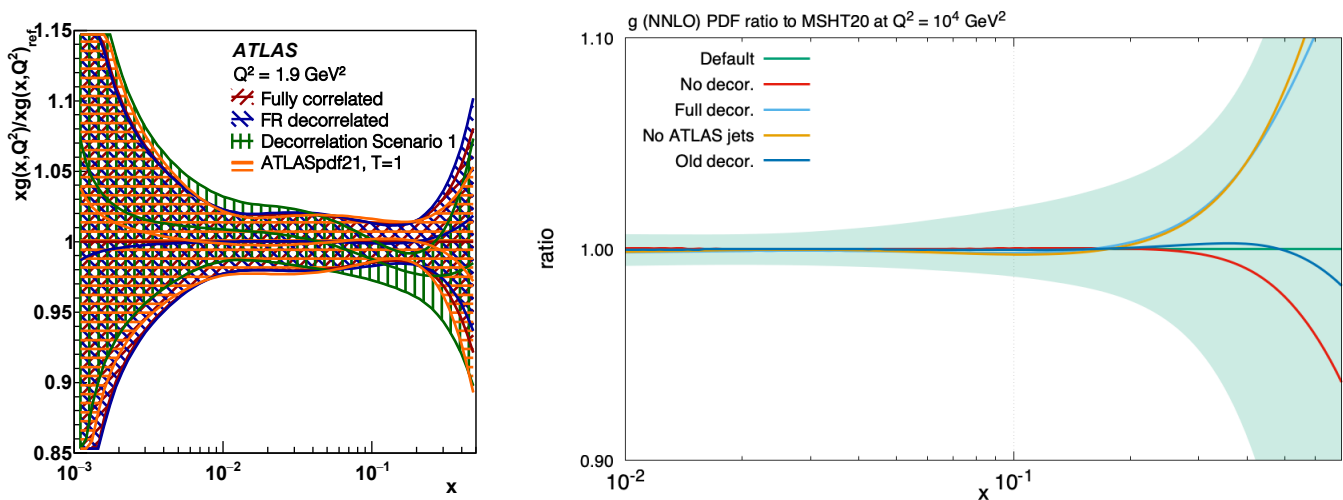 xg(x,Q²)/xg(x,Q²)ref.
1.15
1.1
1.05
1
0.95
0.9
0.85
ATLAS
Q² = 1.9 GeV²
Fully correlated
FR decorrelated
Decorrelation Scenario 1
ATLASpdf21, T=1
10⁻³
10⁻²
10⁻¹
x
g (NNLO) PDF ratio to MSHT20 at Q² = 10⁴ GeV²
ratio
1.10
1.00
0.90
Default
No decor.
Full decor.
No ATLAS jets
Old decor.
10⁻²
10⁻¹
x